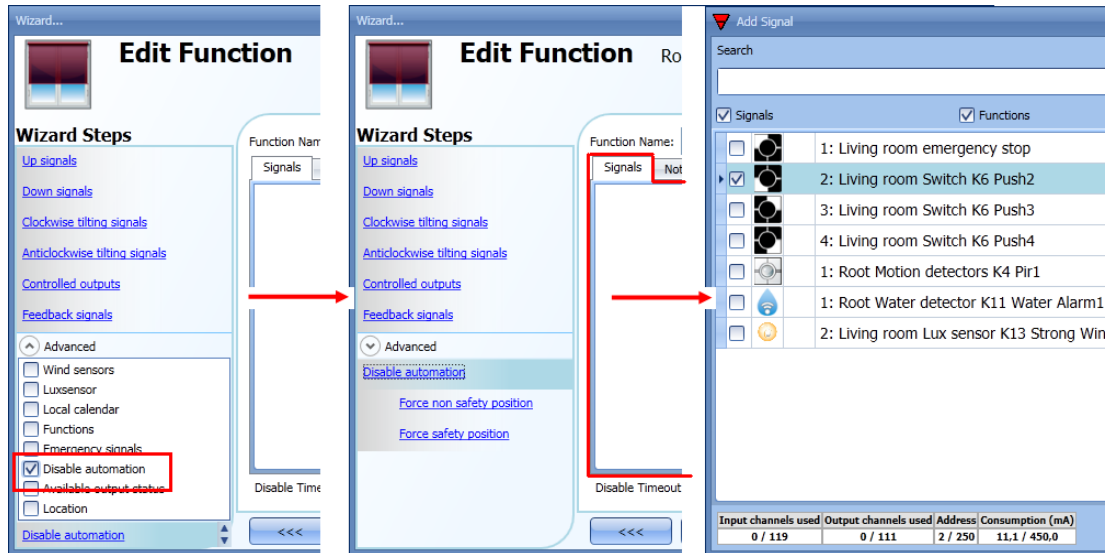 Wizard...
Edit Function
Wizard Steps
Up signals
Down signals
Clockwise tilting signals
Anticlockwise tilting signals
Controlled outputs
Feedback signals
Advanced
Wind sensors
Luxsensor
Local calendar
Functions
Emergency signals
Disable automation
Available output status
Location
Disable automation
Function Nam
Signals
Disable Time
<<<
Wizard...
Edit Function Ro
Wizard Steps
Up signals
Down signals
Clockwise tilting signals
Anticlockwise tilting signals
Controlled outputs
Feedback signals
Advanced
Disable automation
Force non safety position
Force safety position
Function Name:
Signals Not
Disable Timeout
<<<
Add Signal
Search
Signals Functions
1: Living room emergency stop
2: Living room Switch K6 Push2
3: Living room Switch K6 Push3
4: Living room Switch K6 Push4
1: Root Motion detectors K4 Pir1
1: Root Water detector K11 Water Alarm1
2: Living room Lux sensor K13 Strong Win
Input channels used Output channels used Address Consumption (mA)
0 / 119 0 / 111 2 / 250 11,1 / 450,0